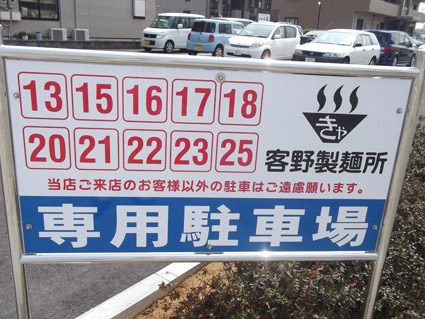 13 15 16 17 18
20 21 22 23 25
きゃ
客野製麺所
当店ご来店のお客様以外の駐車はご遠慮願います。
専用駐車場